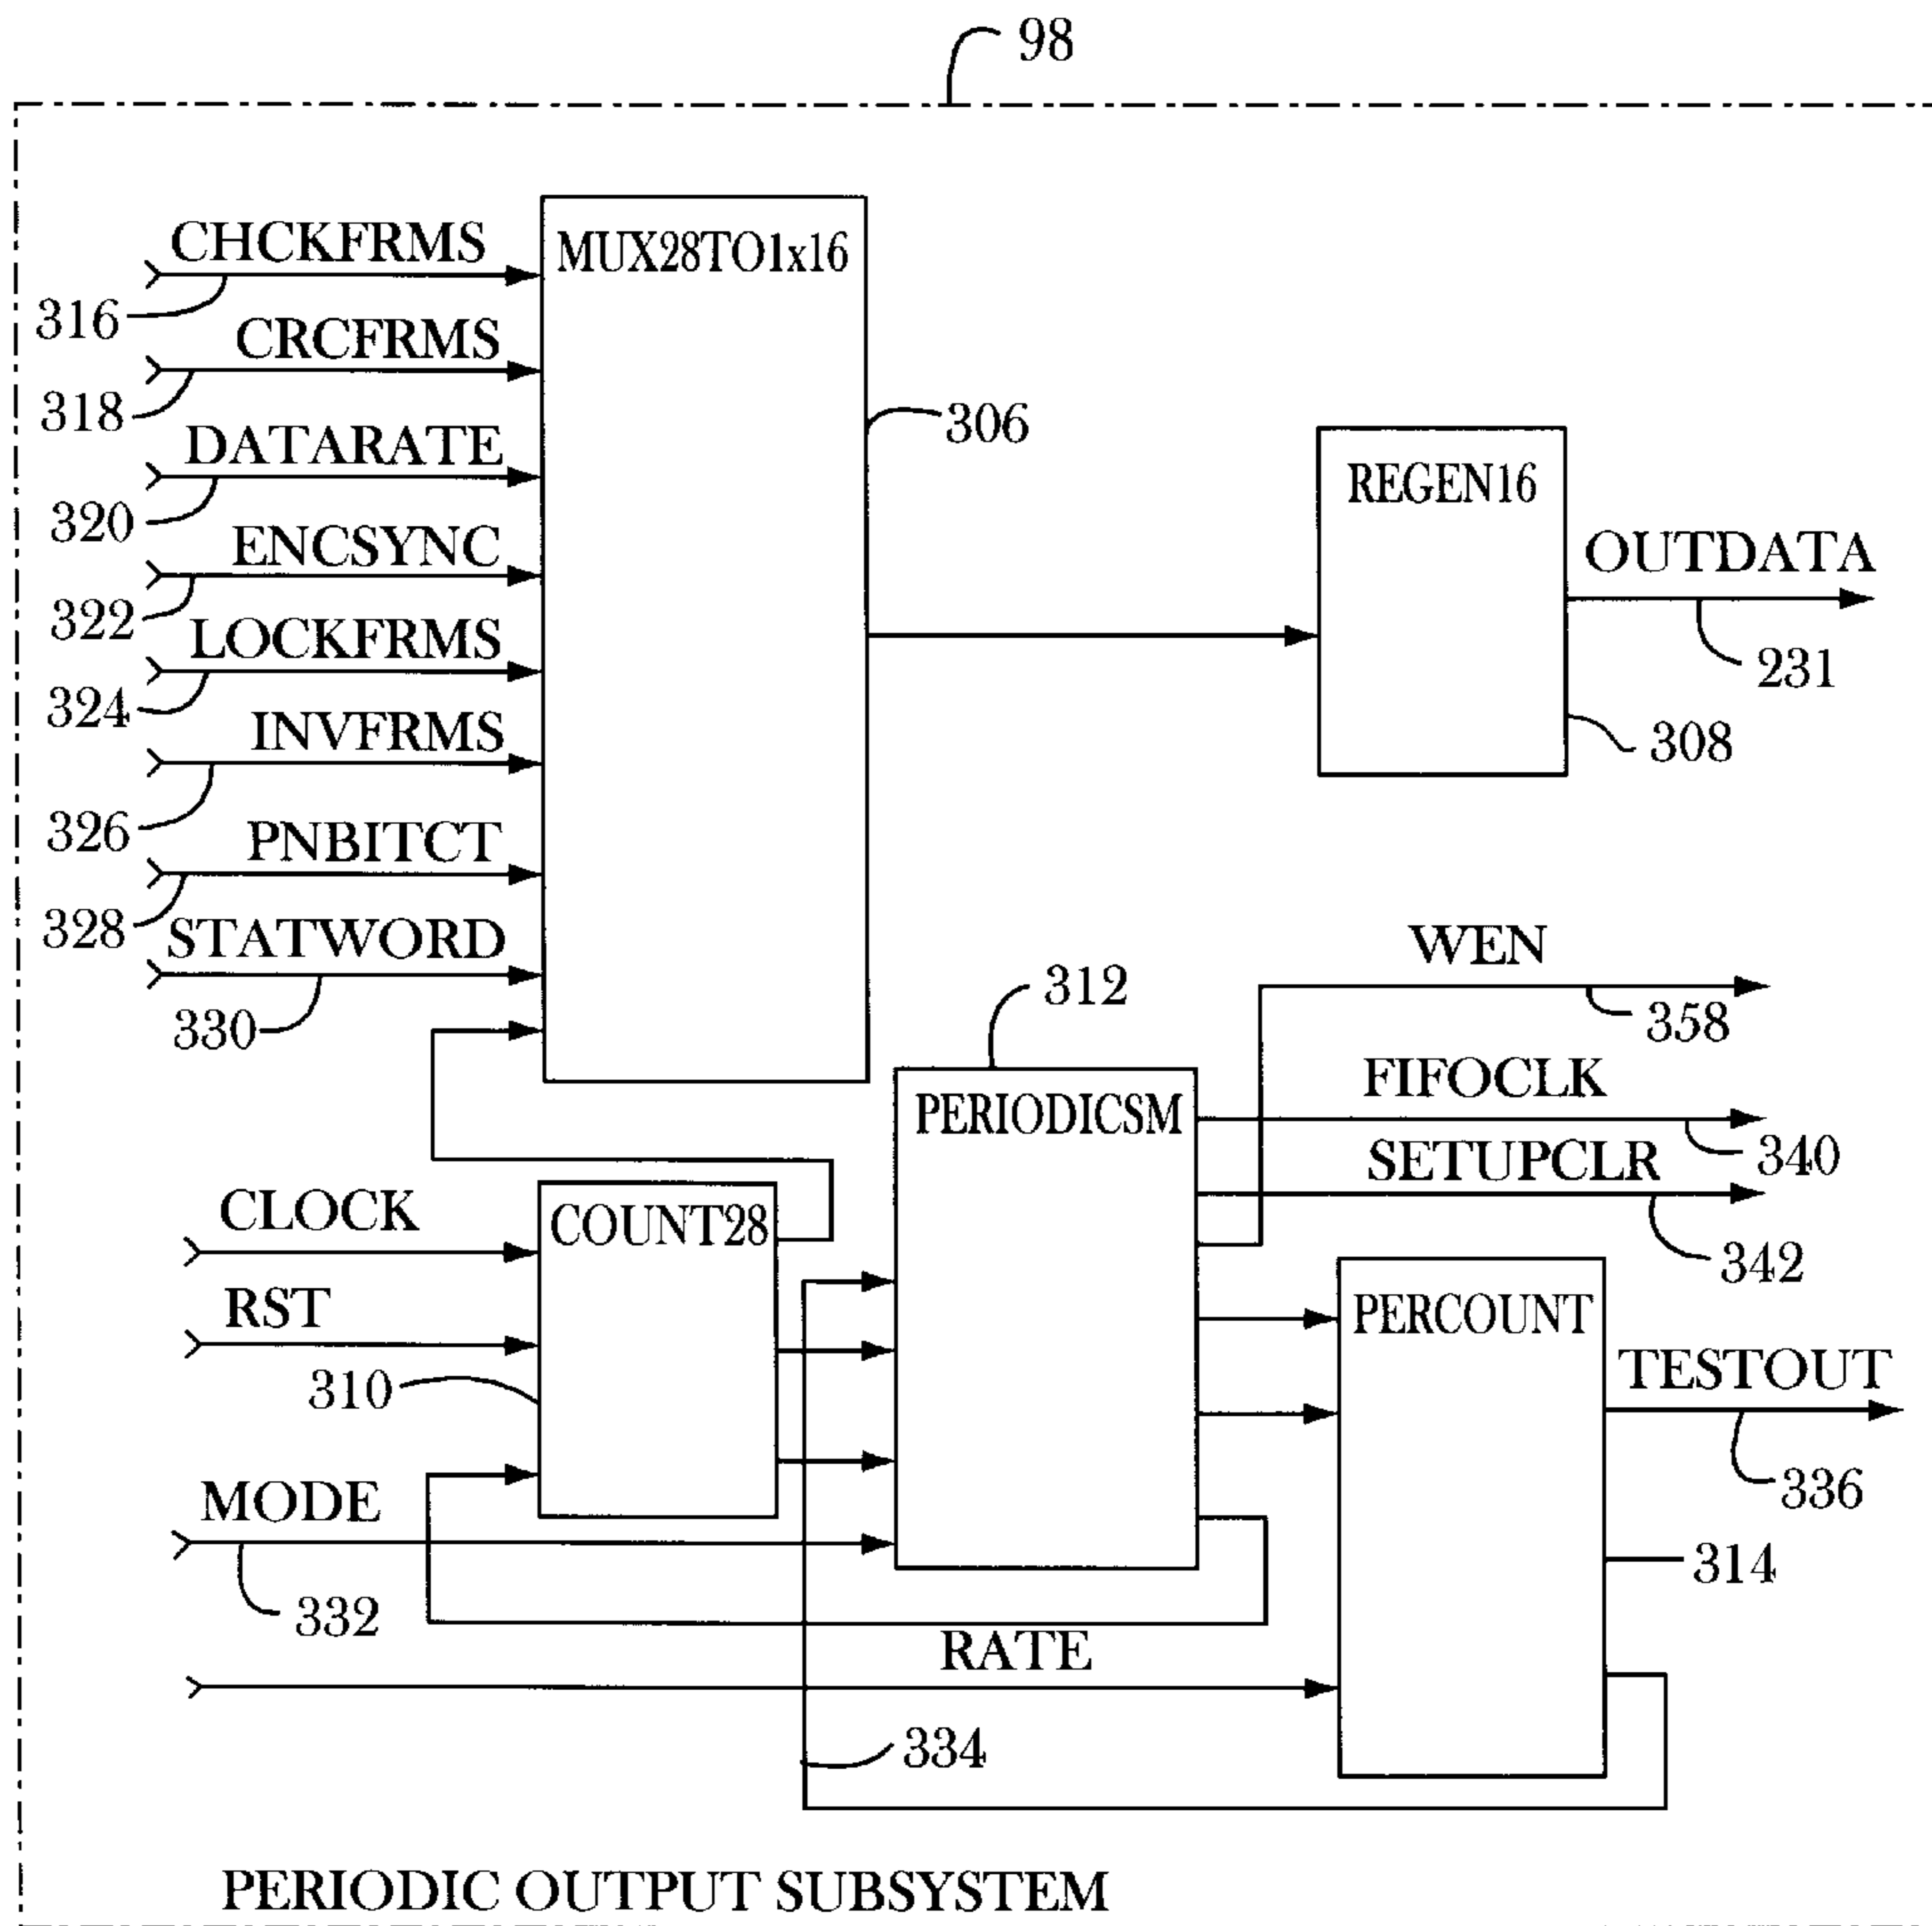 98
CHCKFRMS
316
CRCFRMS
318
DATARATE
320
ENCSYNC
322
LOCKFRMS
324
INVFRMS
326
PNBITCT
328
STATWORD
330
MUX28TO1x16
306
REGEN16
OUTDATA
231
308
WEN
358
312
PERIODICSM
FIFOCLK
340
SETUPCLR
342
CLOCK
COUNT28
RST
310
PERCOUNT
TESTOUT
336
MODE
332
314
RATE
334
PERIODIC OUTPUT SUBSYSTEM